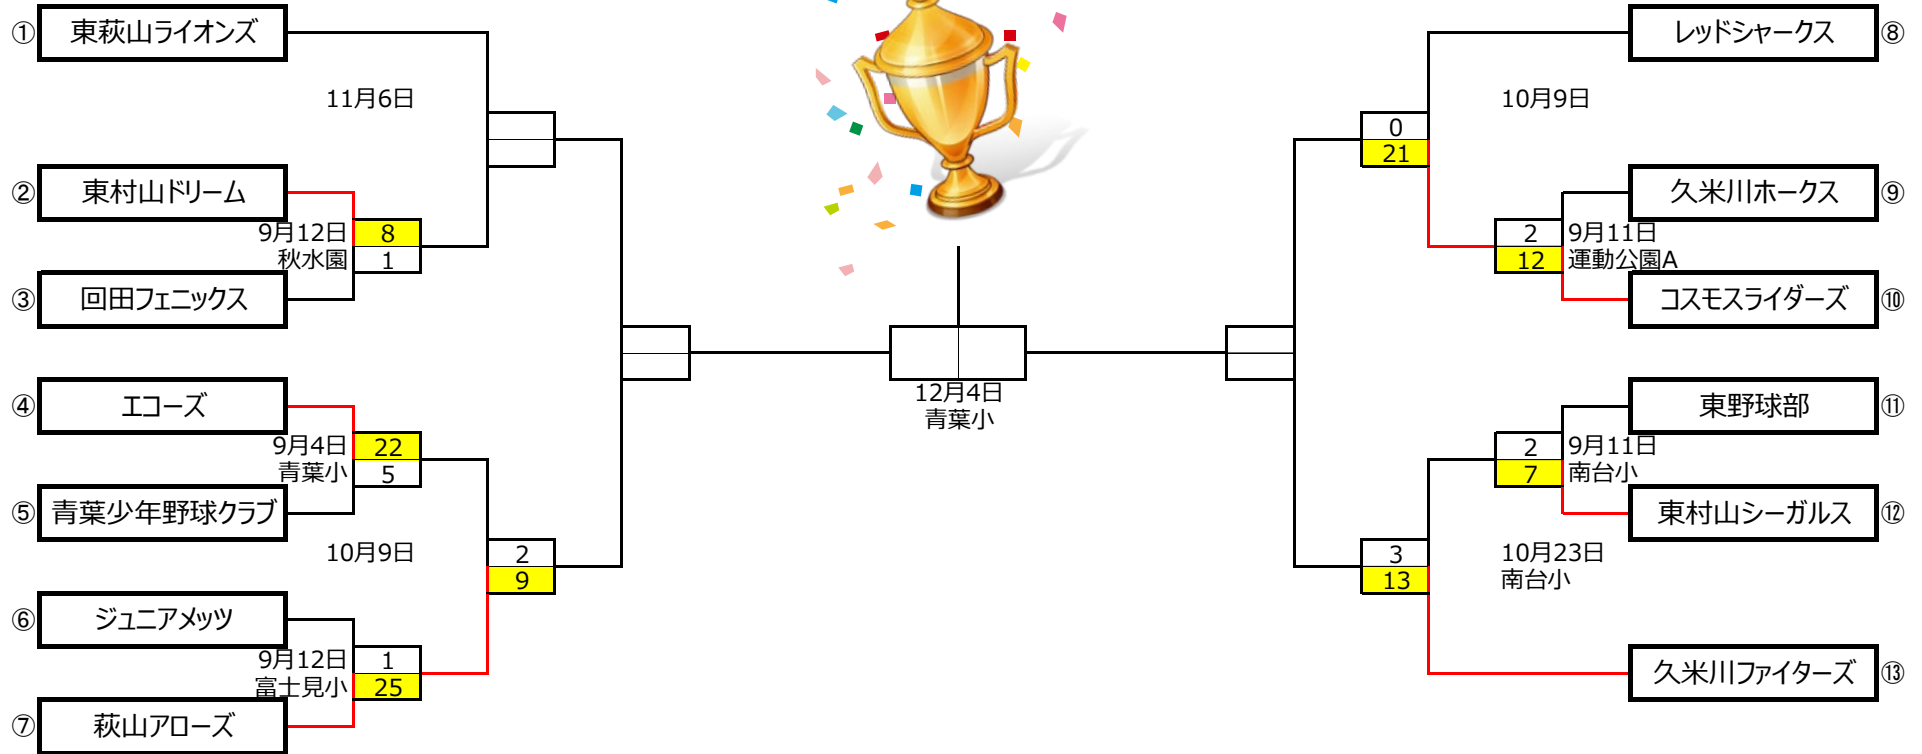 ① 東萩山ライオンズ
11月6日
② 東村山ドリーム
9月12日
秋水園
8
1
③ 回田フェニックス
④ エコーズ
9月4日
青葉小
22
5
⑤ 青葉少年野球クラブ
10月9日
2
9
⑥ ジュニアメッツ
9月12日
富士見小
1
25
⑦ 萩山アローズ
12月4日
青葉小
レッドシャークス ⑧
10月9日
0
21
久米川ホークス ⑨
2
12
9月11日
運動公園A
コスモスライダーズ ⑩
東野球部 ⑪
2
7
9月11日
南台小
東村山シーガルス ⑫
3
13
10月23日
南台小
久米川ファイターズ ⑬